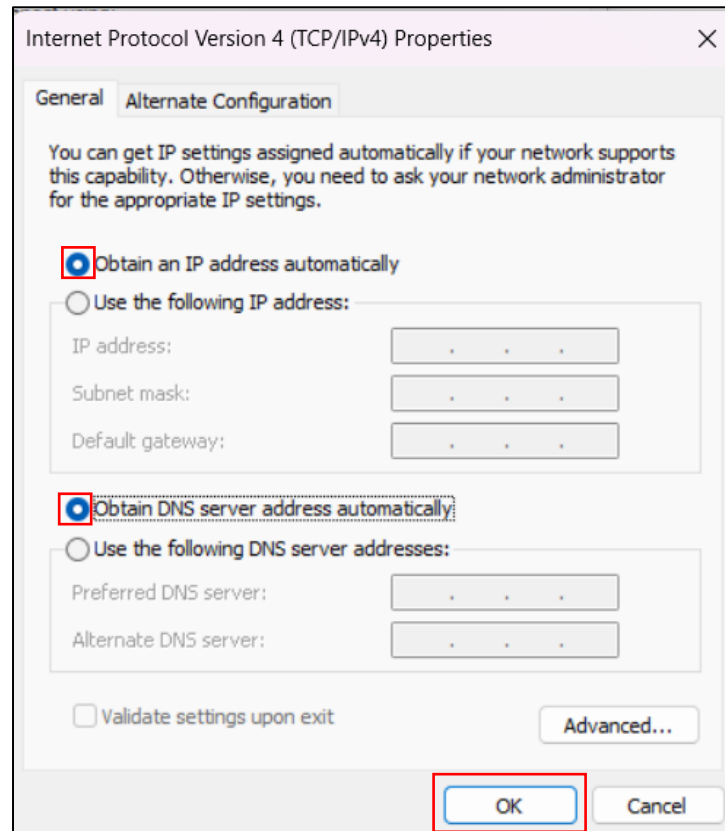 Internet Protocol Version 4 (TCP/IPv4) Properties
General
Alternate Configuration
You can get IP settings assigned automatically if your network supports
this capability. Otherwise, you need to ask your network administrator
for the appropriate IP settings.
Obtain an IP address automatically
Use the following IP address:
IP address:
Subnet mask:
Default gateway:
Obtain DNS server address automatically
Use the following DNS server addresses:
Preferred DNS server:
Alternate DNS server:
Validate settings upon exit
Advanced...
OK
Cancel